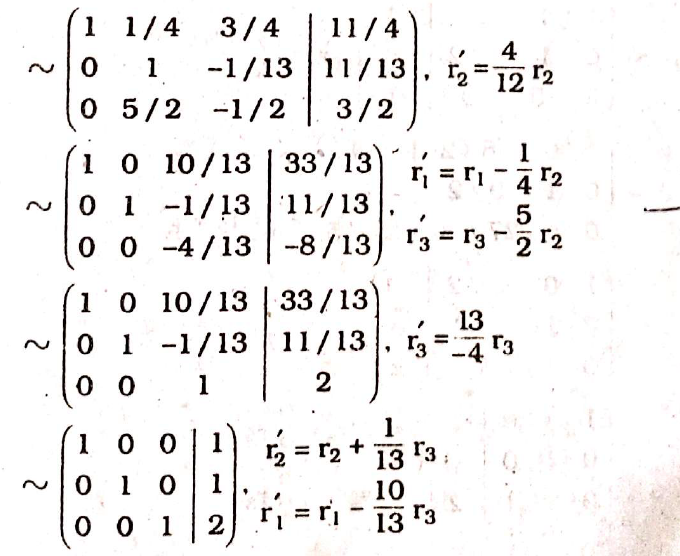 1 1/4 3/4 | 11/4
~ 0 1 -1/13 | 11/13 , r₂′ = 4/12 r₂
0 5/2 -1/2 | 3/2
1 0 10/13 | 33/13 r₁′ = r₁ - 1/4 r₂
~ 0 1 -1/13 | 11/13 ,
0 0 -4/13 | -8/13 r₃′ = r₃ - 5/2 r₂
1 0 10/13 | 33/13
~ 0 1 -1/13 | 11/13 , r₃′ = 13/-4 r₃
0 0 1 | 2
1 0 0 | 1 r₂′ = r₂ + 1/13 r₃
~ 0 1 0 | 1 ,
0 0 1 | 2 r₁′ = r₁ - 10/13 r₃